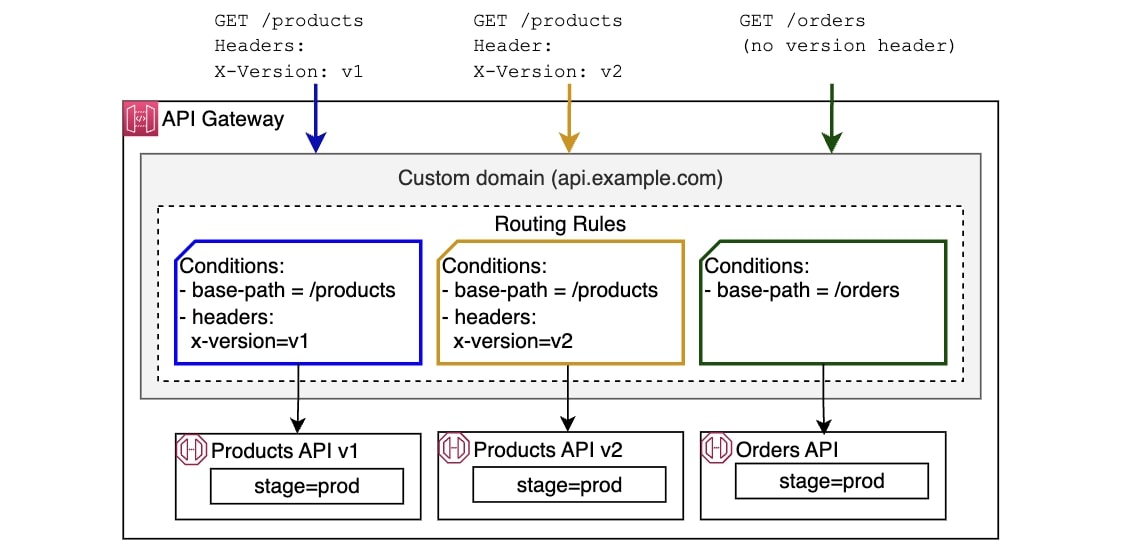 GET /products
Headers:
X-Version: v1
GET /products
Header:
X-Version: v2
GET /orders
(no version header)
API Gateway
Custom domain (api.example.com)
Routing Rules
Conditions:
- base-path = /products
- headers:
x-version=v1
Conditions:
- base-path = /products
- headers:
x-version=v2
Conditions:
- base-path = /orders
Products API v1
stage=prod
Products API v2
stage=prod
Orders API
stage=prod